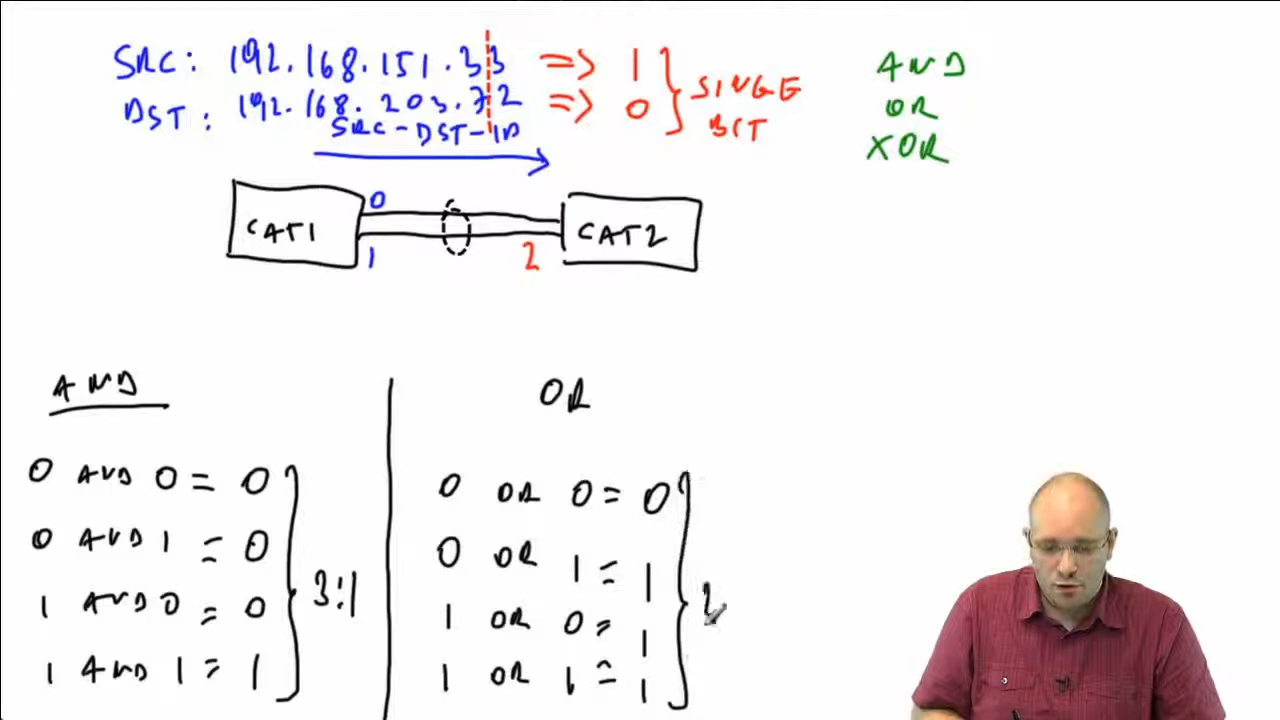 SRC: 192.168.151.33 => 1
DST: 192.168.203.72 => 0
SINGLE BIT
SRC-DST-IP
AND
OR
XOR
CAT1
0
1
2
CAT2
AND
0 AND 0 = 0
0 AND 1 = 0
1 AND 0 = 0
1 AND 1 = 1
3:1
OR
0 OR 0 = 0
0 OR 1 = 1
1 OR 0 = 1
1 OR 1 = 1